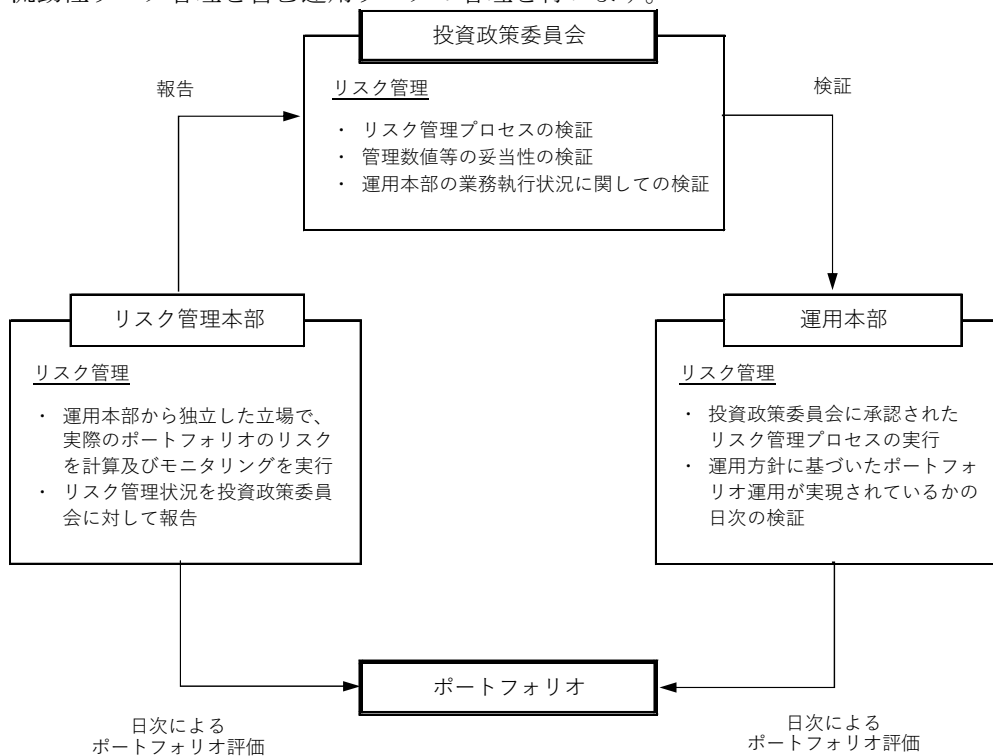 投資政策委員会
報告
検証
リスク管理
・ リスク管理プロセスの検証
・ 管理数値等の妥当性の検証
・ 運用本部の業務執行状況に関しての検証
リスク管理本部
リスク管理
・ 運用本部から独立した立場で、
実際のポートフォリオのリスク
を計算及びモニタリングを実行
・ リスク管理状況を投資政策委員
会に対して報告
運用本部
リスク管理
・ 投資政策委員会に承認された
リスク管理プロセスの実行
・ 運用方針に基づいたポートフォ
リオ運用が実現されているかの
日次の検証
ポートフォリオ
日次による
ポートフォリオ評価
日次による
ポートフォリオ評価